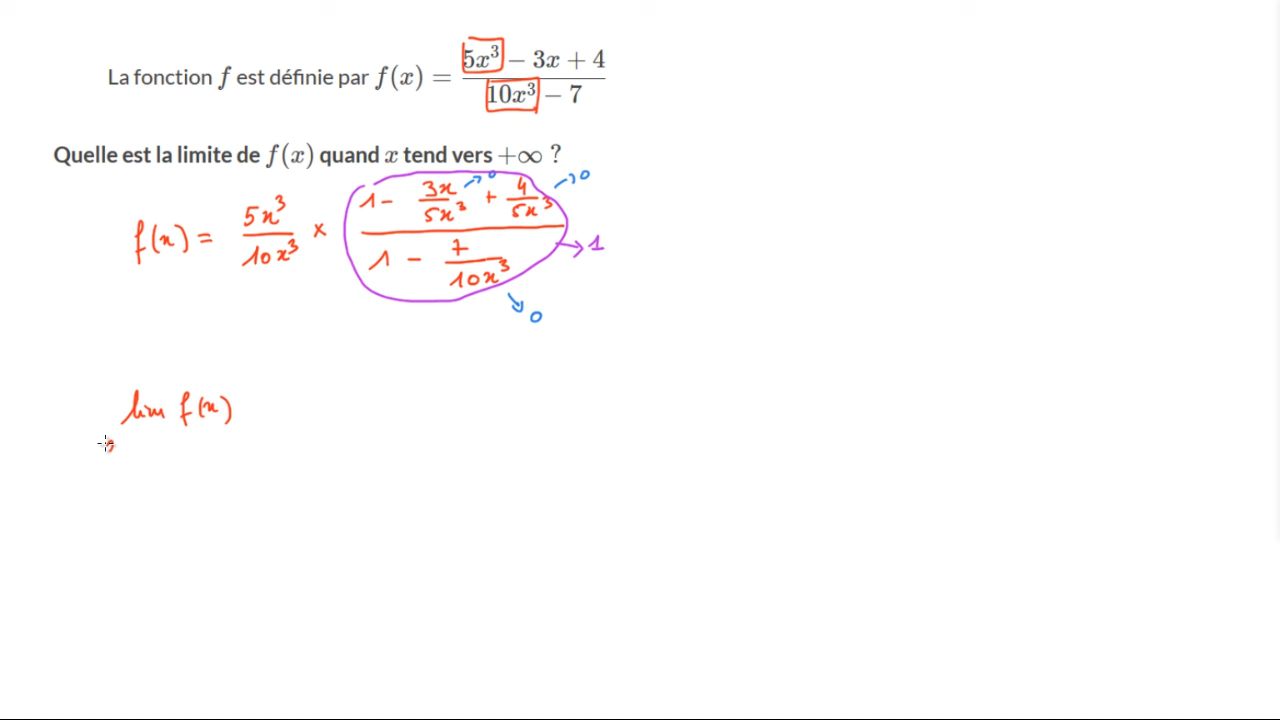 La fonction f est définie par f(x) = (5x³ − 3x + 4) / (10x³ − 7)
Quelle est la limite de f(x) quand x tend vers +∞ ?
f(x) = 5x³/10x³ × (1 − 3x/5x³ → 0 + 4/5x³ → 0) / (1 − 7/10x³ → 0) → 1
lim f(x)